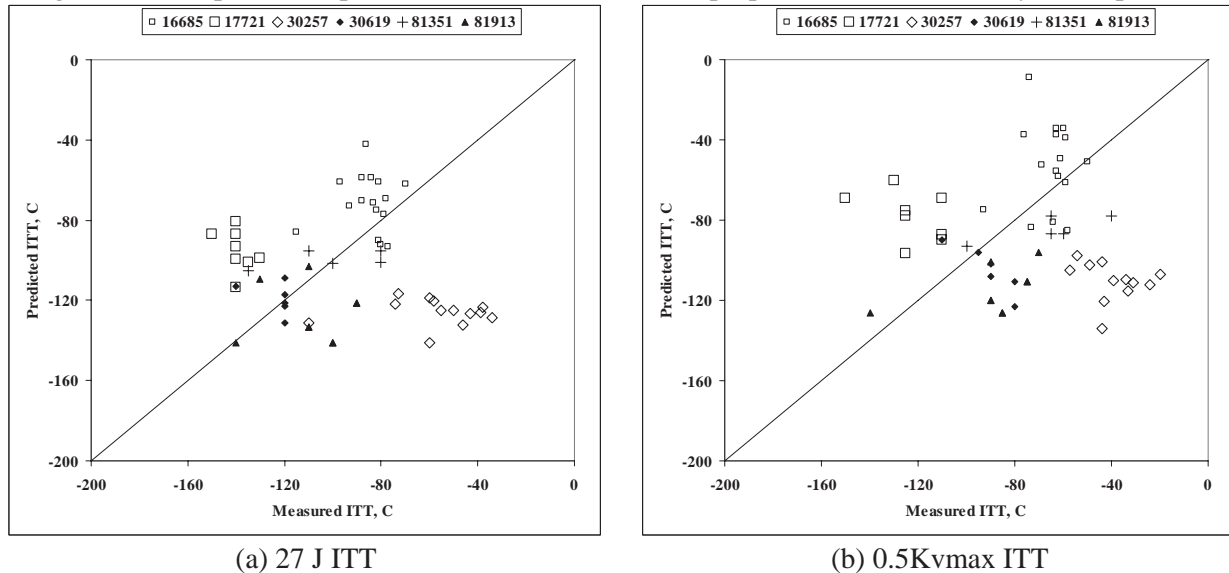 16685 17721 30257 30619 81351 81913
0
-40
-80
-120
-160
-200
Predicted ITT, C
-200 -160 -120 -80 -40 0
Measured ITT, C
(a) 27 J ITT
16685 17721 30257 30619 81351 81913
0
-40
-80
-120
-160
-200
Predicted ITT, C
-200 -160 -120 -80 -40 0
Measured ITT, C
(b) 0.5Kvmax ITT